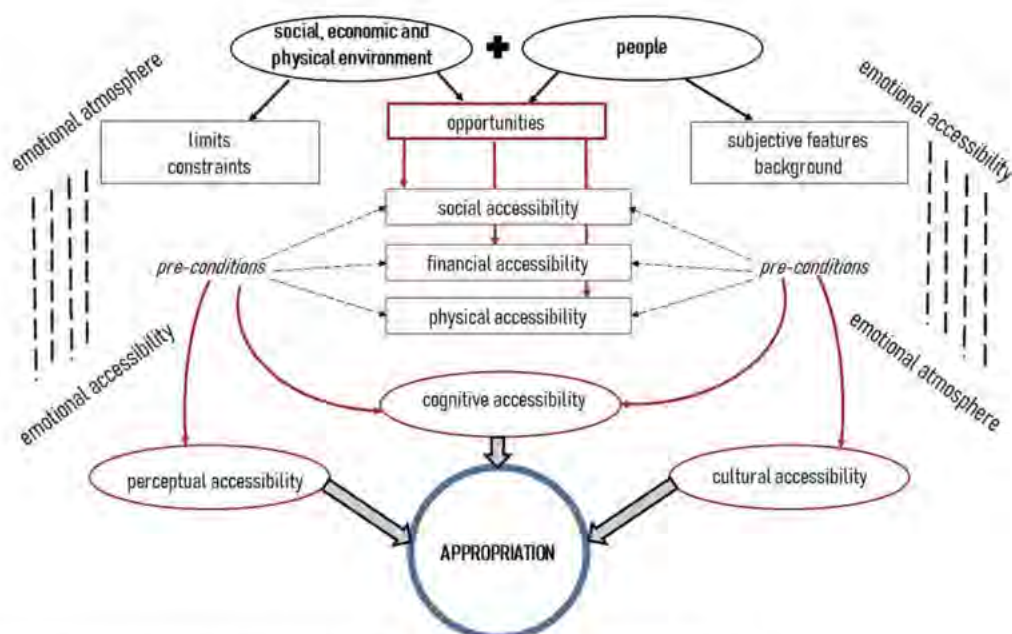 social, economic and
physical environment
people
emotional atmosphere
emotional accessibility
opportunities
limits
constraints
subjective features
background
social accessibility
pre-conditions
financial accessibility
pre-conditions
physical accessibility
emotional accessibility
emotional atmosphere
cognitive accessibility
perceptual accessibility
cultural accessibility
APPROPRIATION